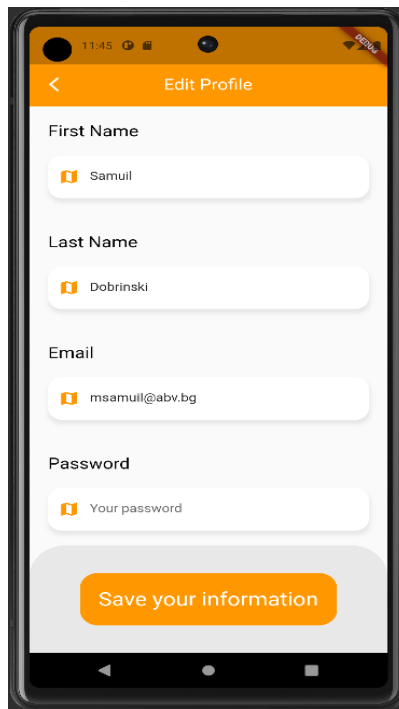 11:45
DEBUG
Edit Profile
First Name
Samuil
Last Name
Dobrinski
Email
msamuil@abv.bg
Password
Your password
Save your information